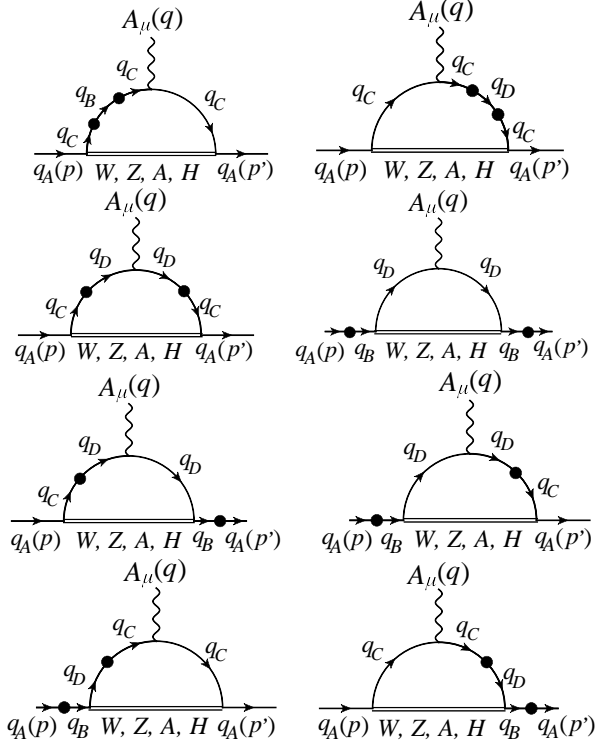 A_μ(q) A_μ(q)
q_C q_C
q_B q_C q_C q_D
q_C q_C
q_A(p) W, Z, A, H q_A(p') q_A(p) W, Z, A, H q_A(p')
A_μ(q) A_μ(q)
q_D q_D q_D q_D
q_C q_C
q_A(p) W, Z, A, H q_A(p') q_A(p) q_B W, Z, A, H q_B q_A(p')
A_μ(q) A_μ(q)
q_D q_D q_D q_D
q_C q_C
q_A(p) W, Z, A, H q_B q_A(p') q_A(p) q_B W, Z, A, H q_A(p')
A_μ(q) A_μ(q)
q_C q_C q_C q_C
q_D q_D
q_A(p) q_B W, Z, A, H q_A(p') q_A(p) W, Z, A, H q_B q_A(p')